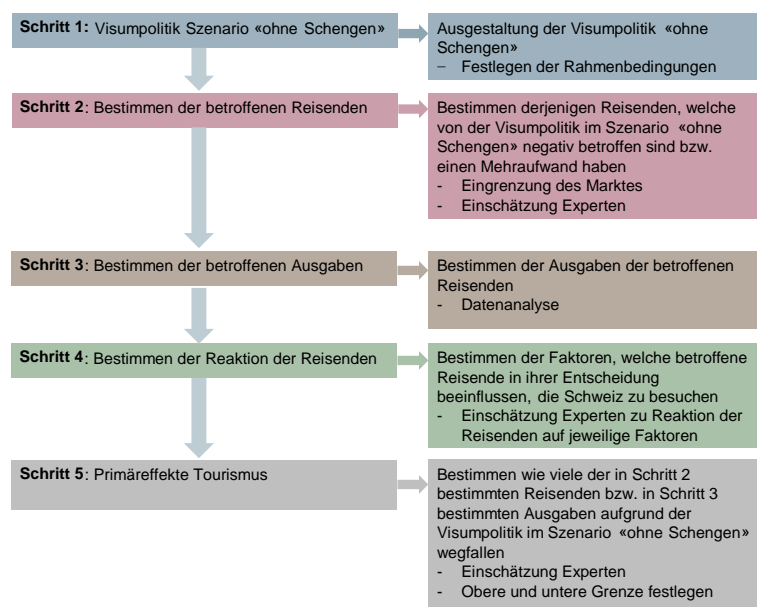 Schritt 1: Visumpolitik Szenario «ohne Schengen»
Ausgestaltung der Visumpolitik «ohne
Schengen»
– Festlegen der Rahmenbedingungen
Schritt 2: Bestimmen der betroffenen Reisenden
Bestimmen derjenigen Reisenden, welche
von der Visumpolitik im Szenario «ohne
Schengen» negativ betroffen sind bzw.
einen Mehraufwand haben
- Eingrenzung des Marktes
- Einschätzung Experten
Schritt 3: Bestimmen der betroffenen Ausgaben
Bestimmen der Ausgaben der betroffenen
Reisenden
- Datenanalyse
Schritt 4: Bestimmen der Reaktion der Reisenden
Bestimmen der Faktoren, welche betroffene
Reisende in ihrer Entscheidung
beeinflussen, die Schweiz zu besuchen
- Einschätzung Experten zu Reaktion der
Reisenden auf jeweilige Faktoren
Schritt 5: Primäreffekte Tourismus
Bestimmen wie viele der in Schritt 2
bestimmten Reisenden bzw. in Schritt 3
bestimmten Ausgaben aufgrund der
Visumpolitik im Szenario «ohne Schengen»
wegfallen
- Einschätzung Experten
- Obere und untere Grenze festlegen